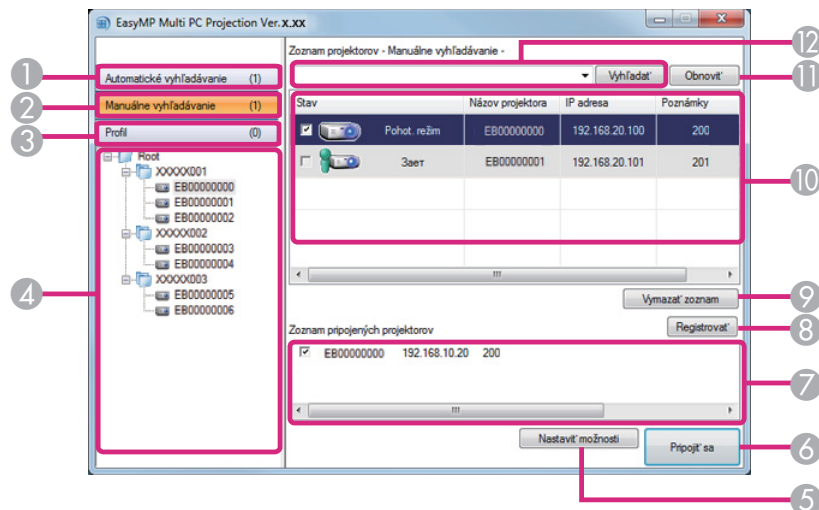 EasyMP Multi PC Projection Ver.X.XX
Zoznam projektorov - Manuálne vyhľadávanie -
12
1
Automatické vyhľadávanie (1)
Vyhľadať
Obnoviť
11
2
Manuálne vyhľadávanie (1)
Stav Názov projektora IP adresa Poznámky
3
Profil (0)
Pohot. režim EB00000000 192.168.20.100 200
Зает EB00000001 192.168.20.101 201
10
4
Root
XXXXX001
EB00000000
EB00000001
EB00000002
XXXXX002
EB00000003
EB00000004
XXXXX003
EB00000005
EB00000006
Vymazať zoznam
9
Zoznam pripojených projektorov
Registrovať
8
EB00000000 192.168.10.20 200
7
Nastaviť možnosti
Pripojiť sa
6
5